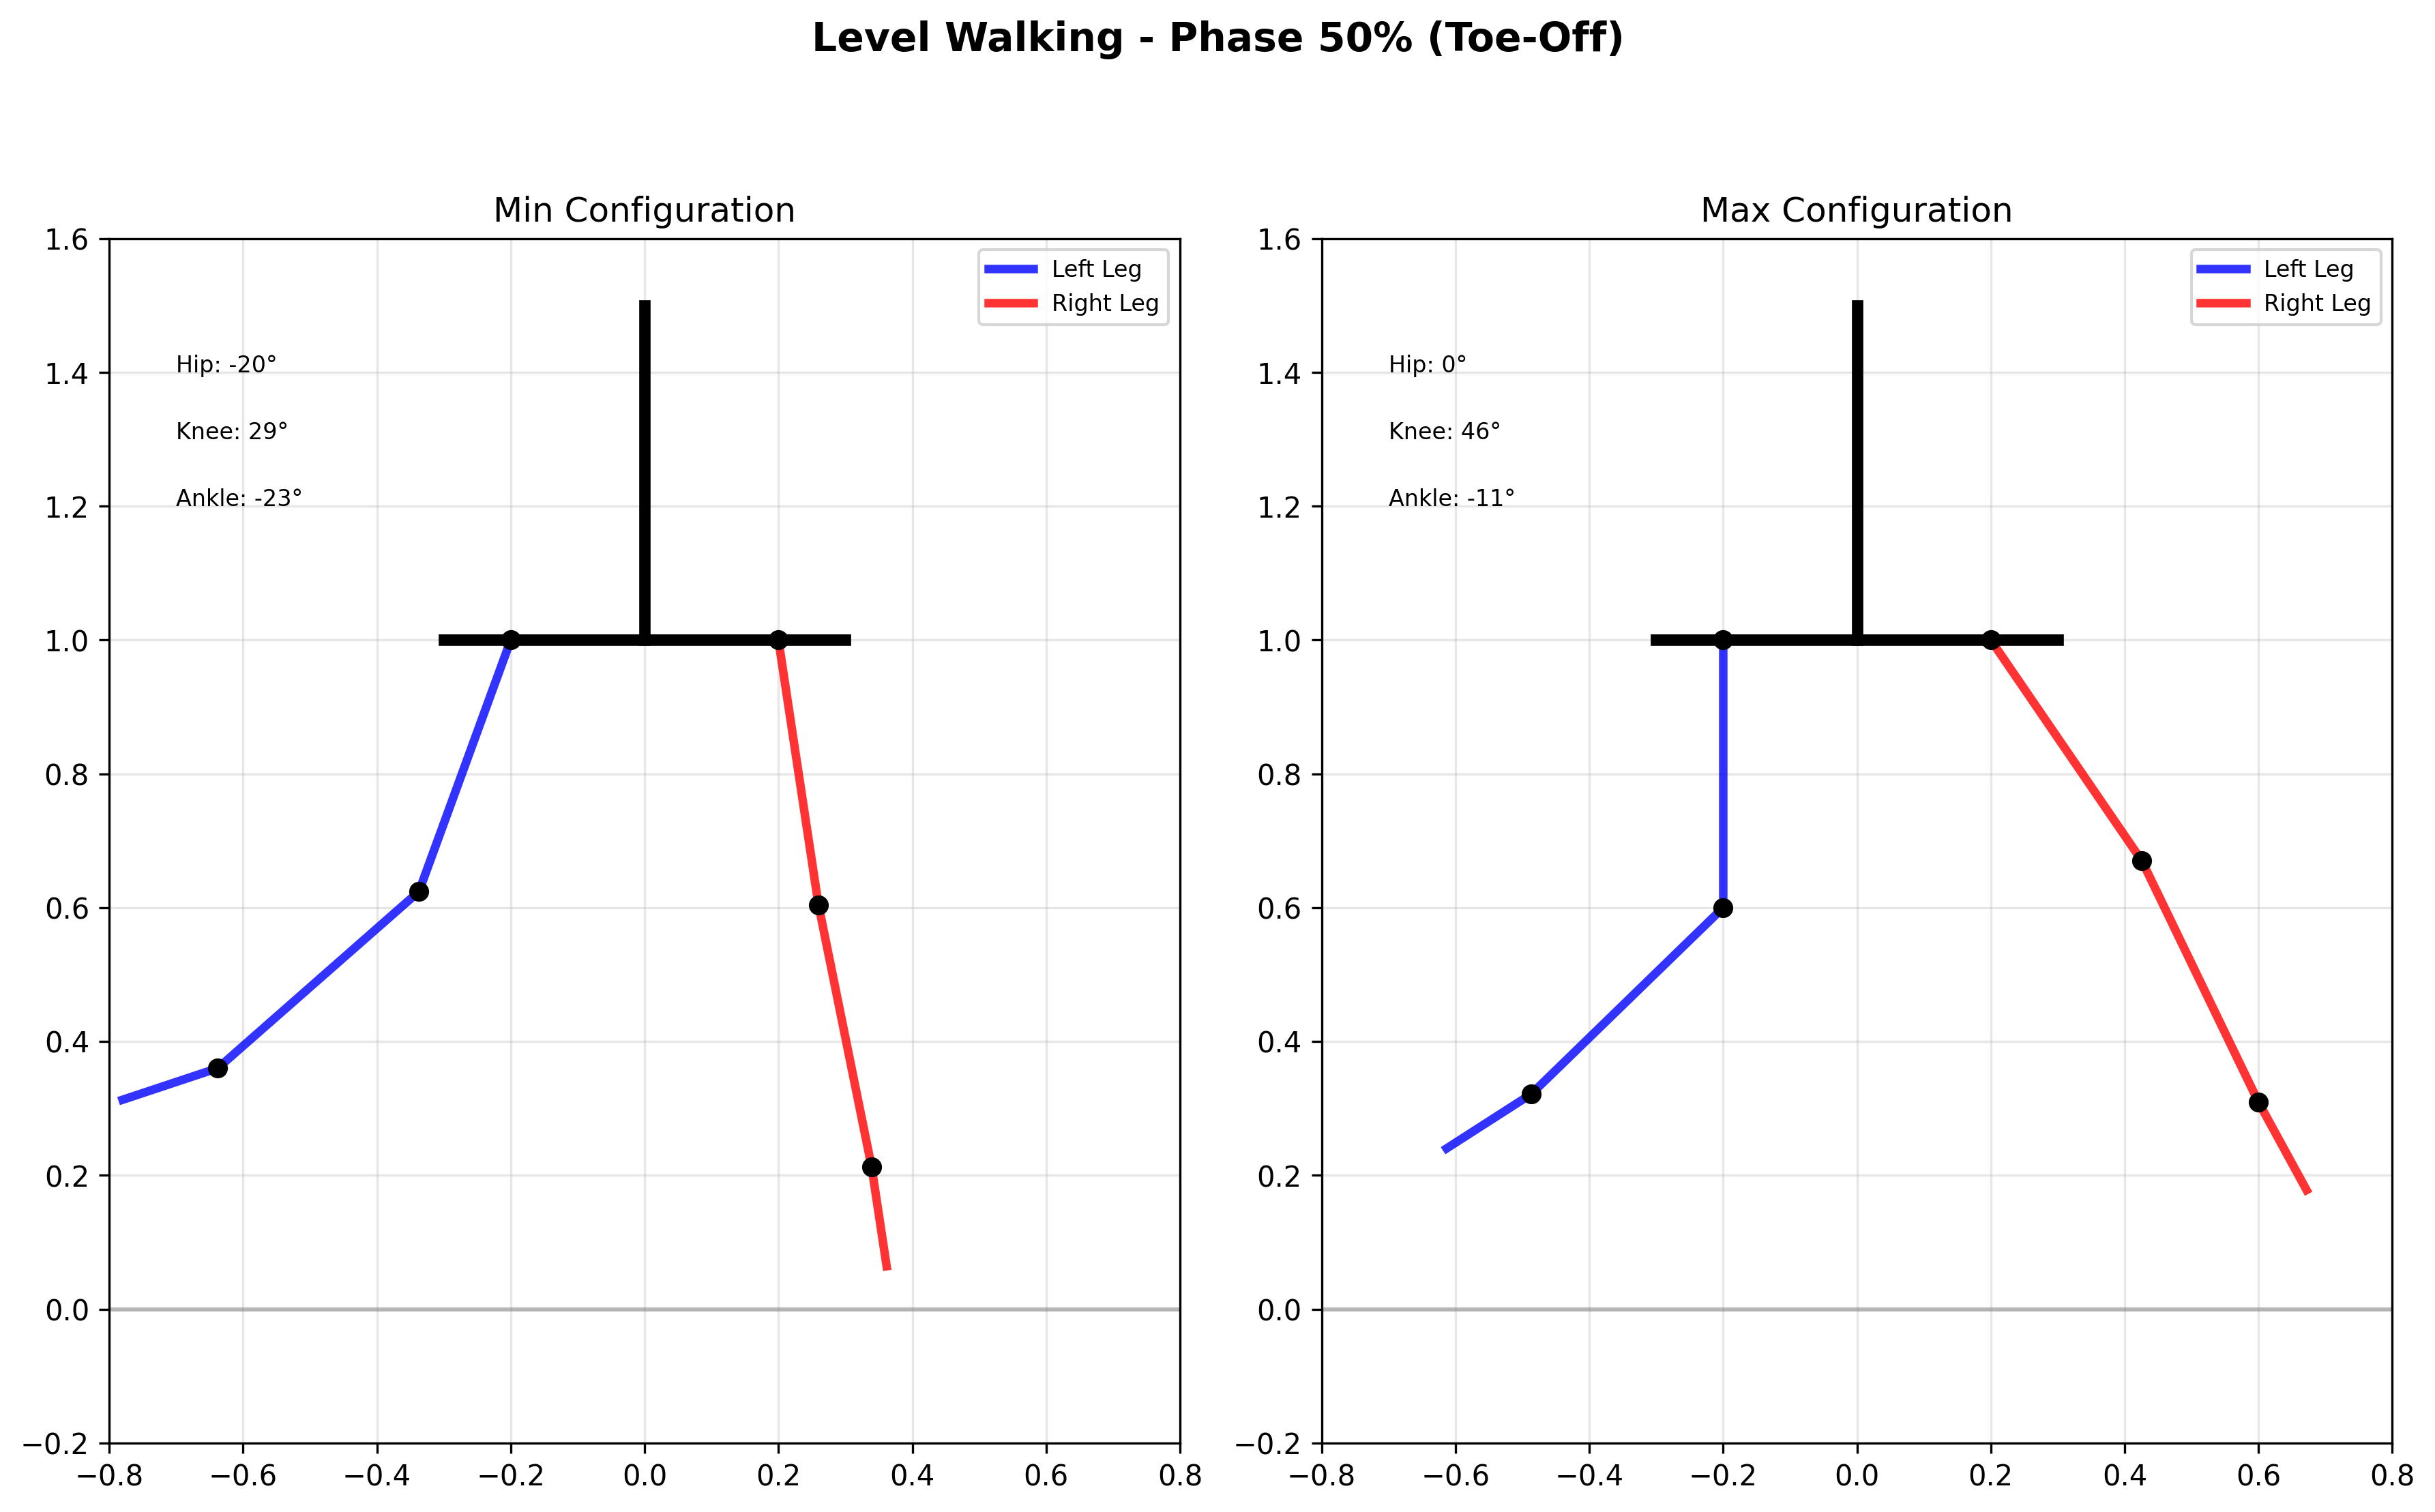 Level Walking - Phase 50% (Toe-Off)
Min Configuration
Left Leg
Right Leg
Hip: -20°
Knee: 29°
Ankle: -23°
1.6
1.4
1.2
1.0
0.8
0.6
0.4
0.2
0.0
−0.2
−0.8 −0.6 −0.4 −0.2 0.0 0.2 0.4 0.6 0.8
Max Configuration
Left Leg
Right Leg
Hip: 0°
Knee: 46°
Ankle: -11°
1.6
1.4
1.2
1.0
0.8
0.6
0.4
0.2
0.0
−0.2
−0.8 −0.6 −0.4 −0.2 0.0 0.2 0.4 0.6 0.8